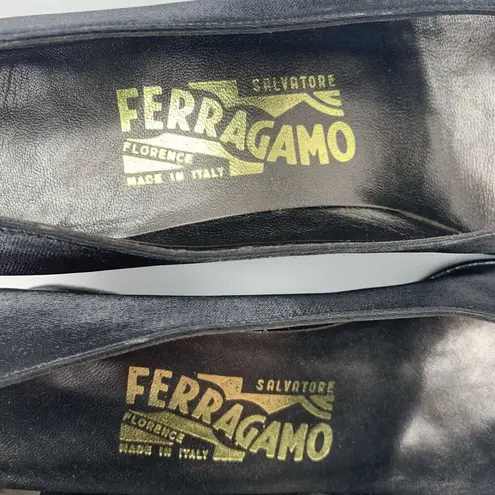 SALVATORE
FERRAGAMO
FLORENCE
MADE IN ITALY
SALVATORE
FERRAGAMO
FLORENCE
MADE IN ITALY